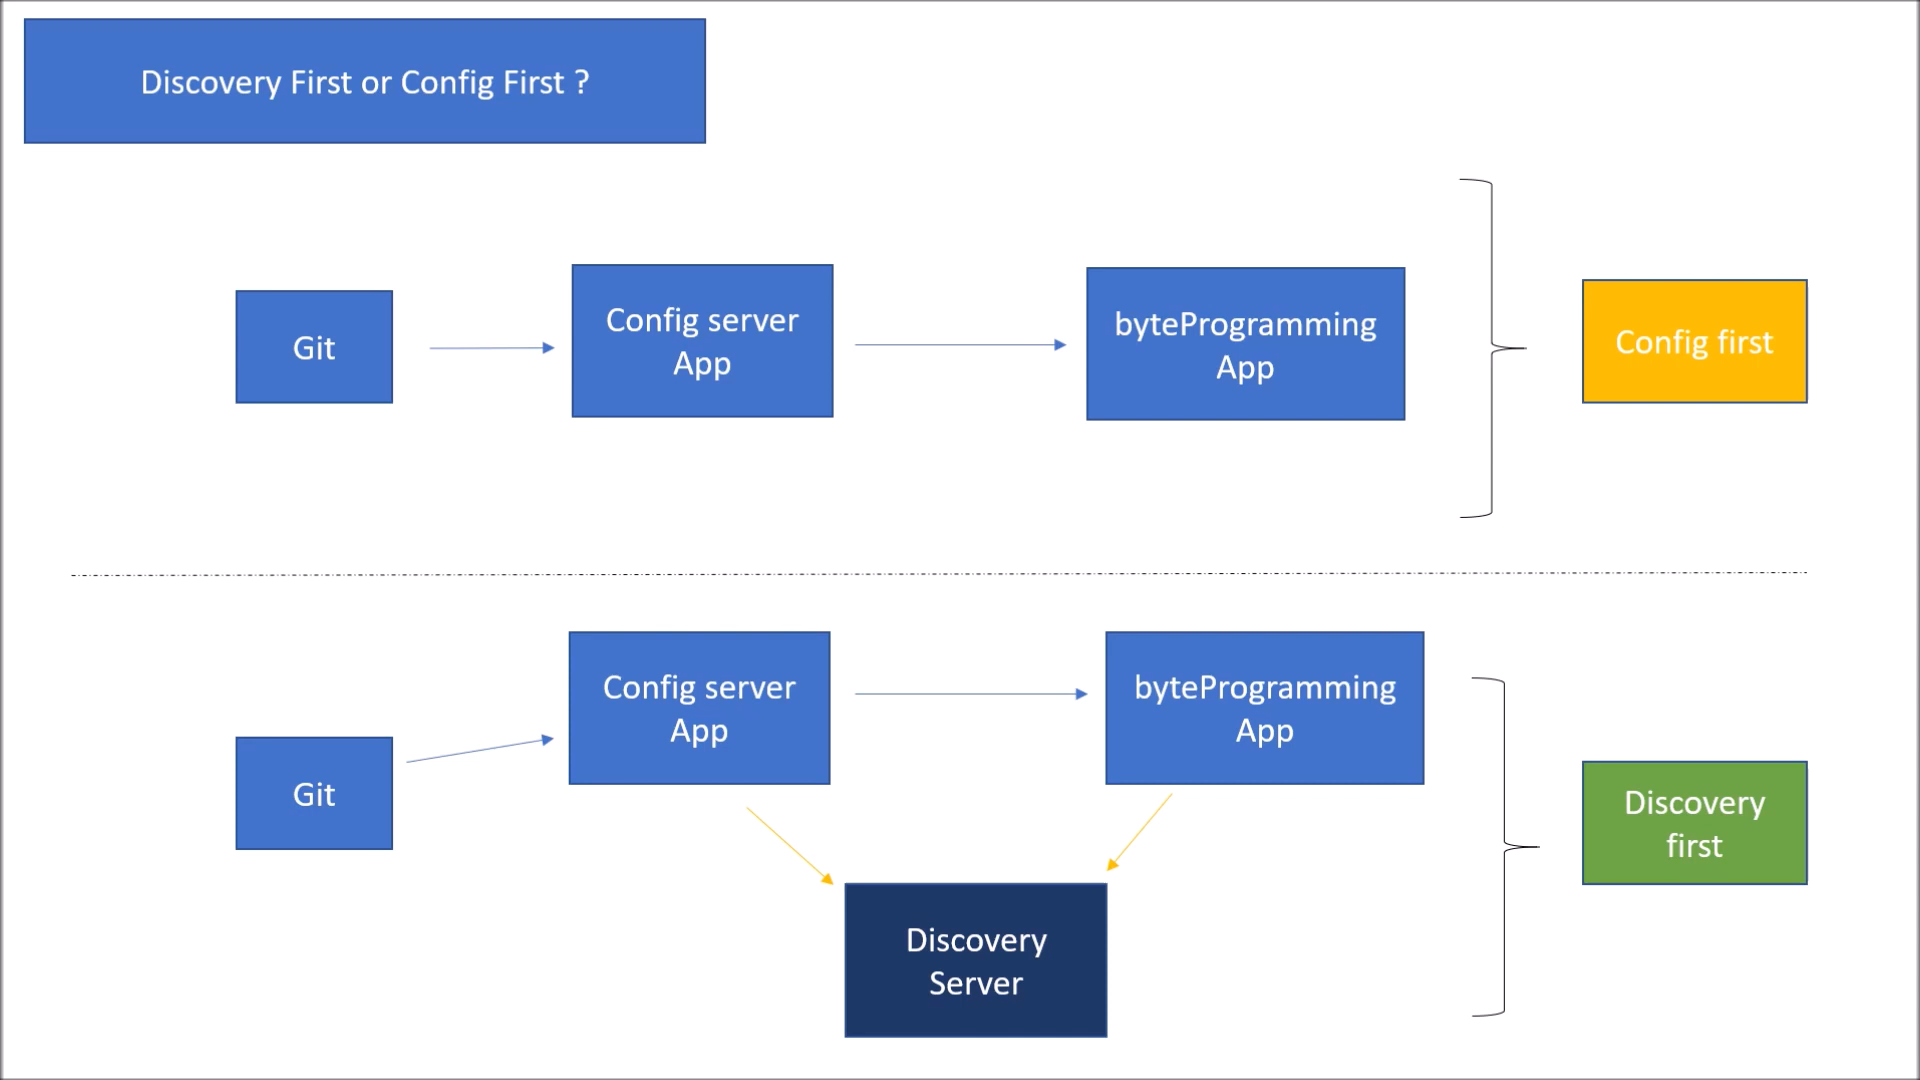 Discovery First or Config First ?
Git
Config server
App
byteProgramming
App
Config first
Git
Config server
App
byteProgramming
App
Discovery
Server
Discovery
first